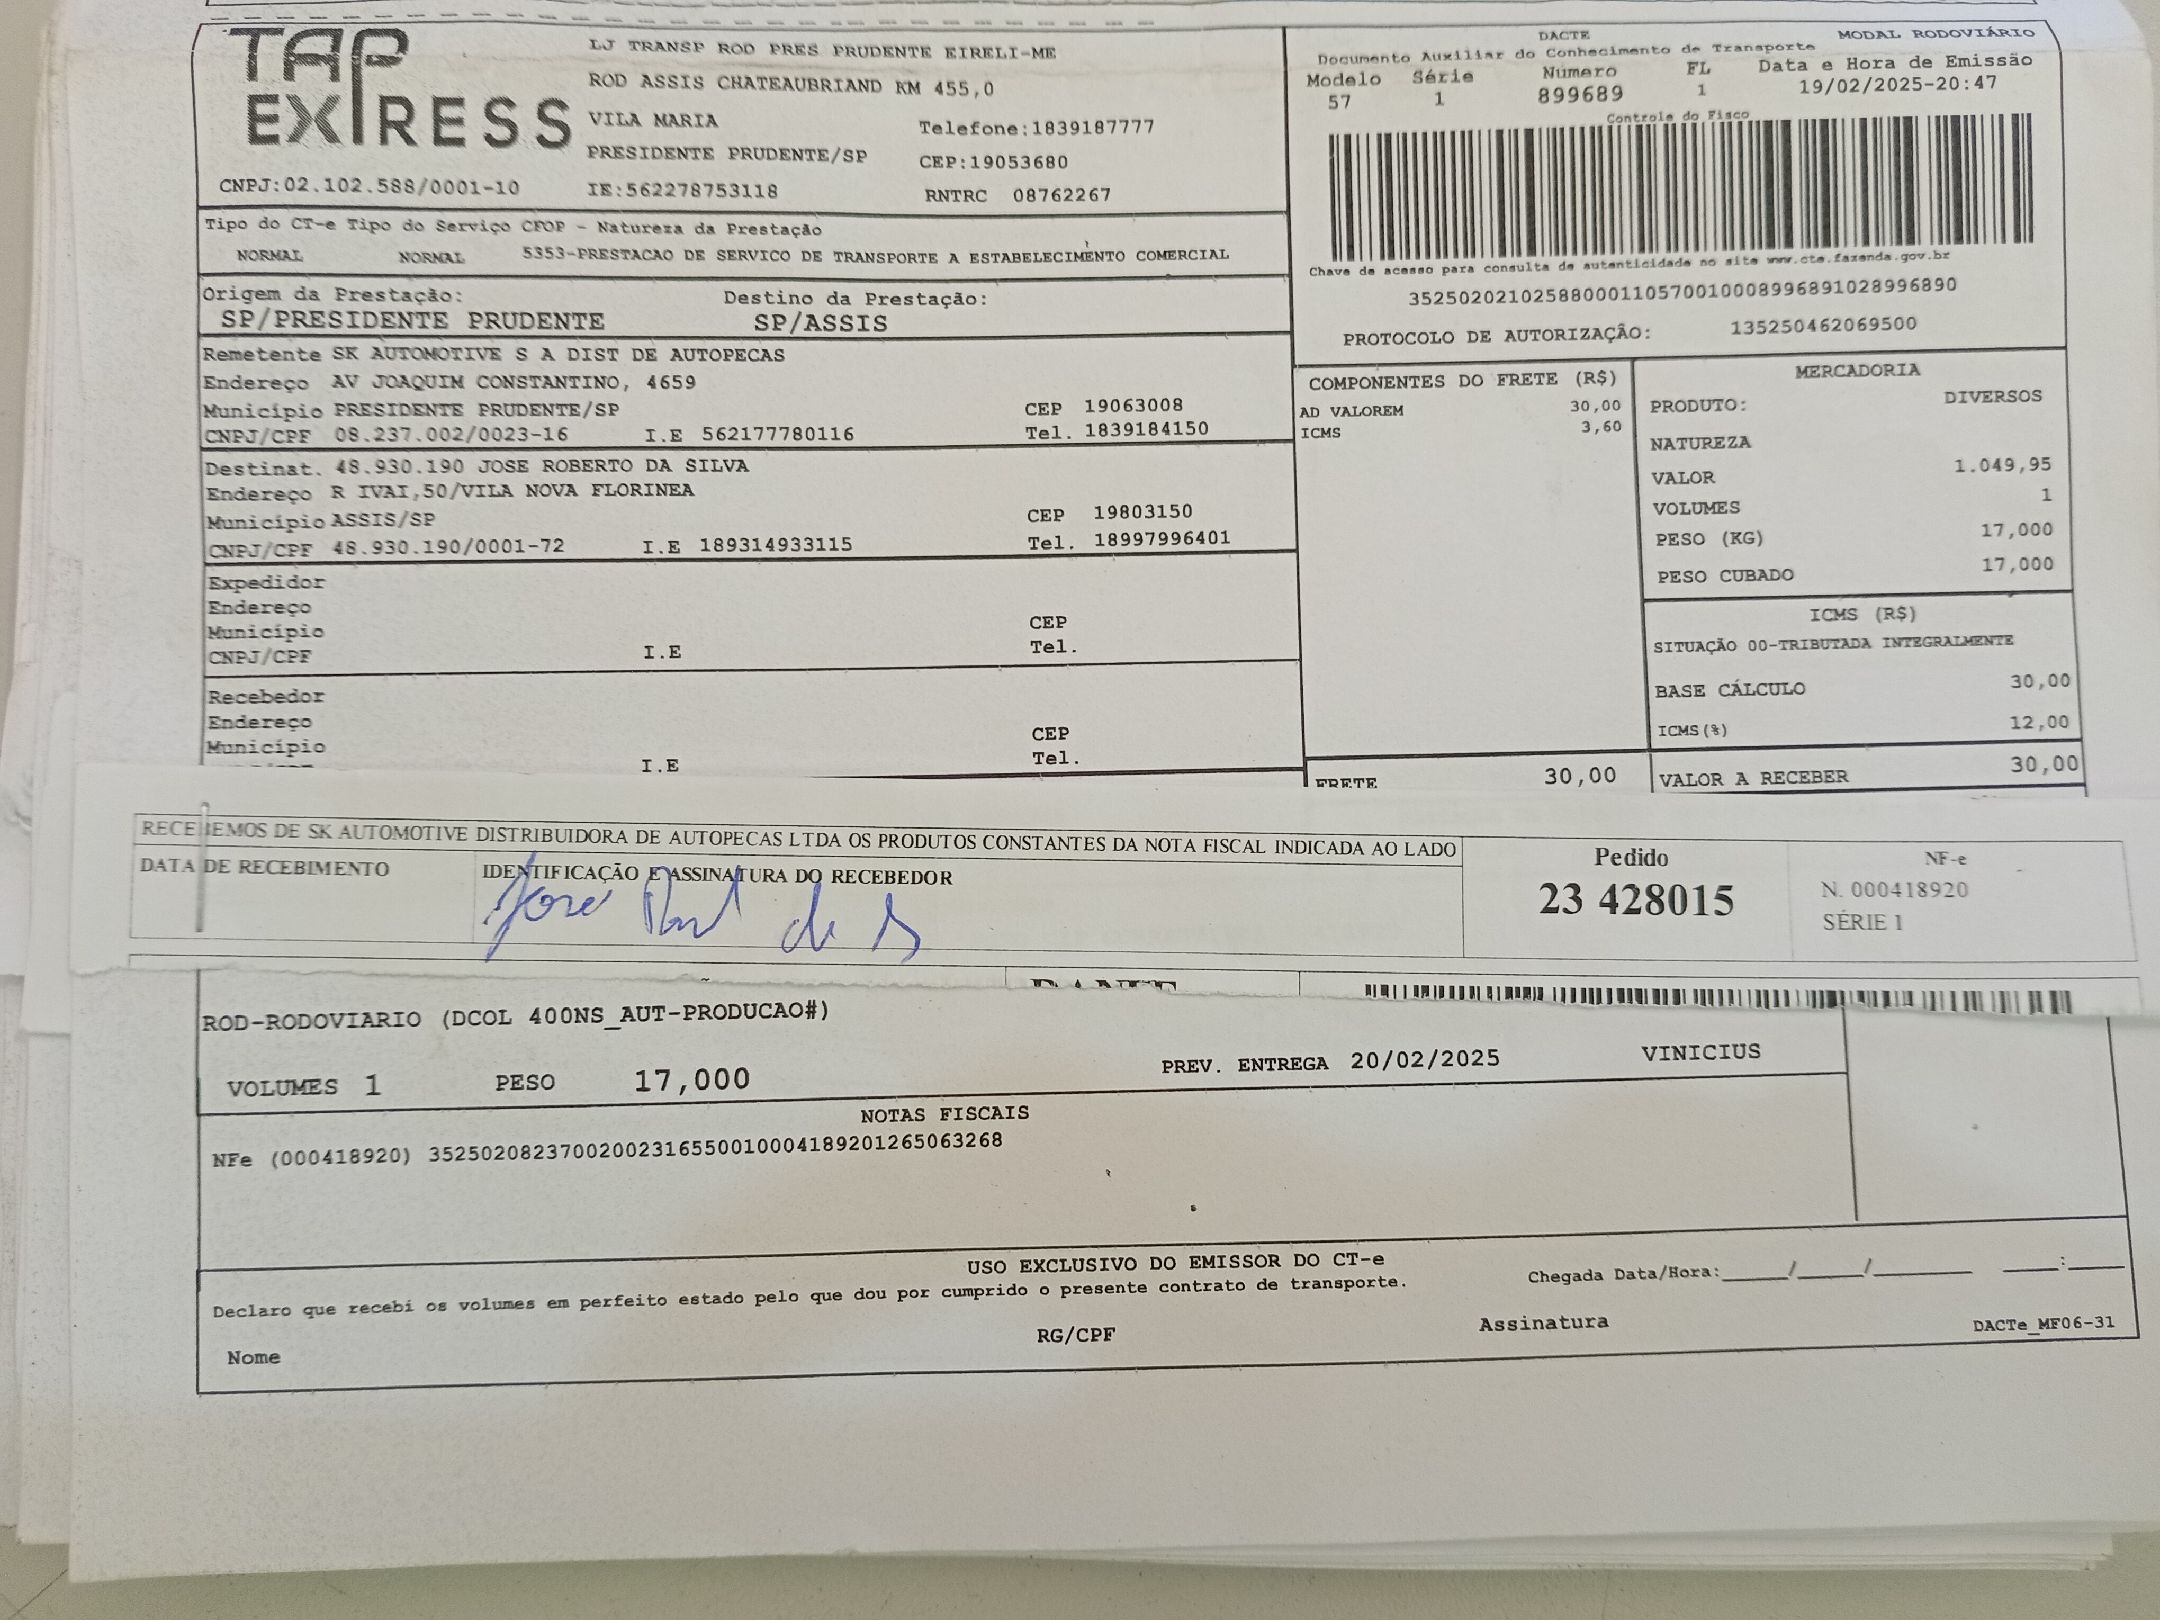 TAP
EXPRESS
LJ TRANSP ROD PRES PRUDENTE EIRELI-ME
ROD ASSIS CHATEAUBRIAND KM 455,0
VILA MARIA Telefone:1839187777
PRESIDENTE PRUDENTE/SP CEP:19053680
CNPJ:02.102.588/0001-10 IE:562278753118 RNTRC 08762267
DACTE MODAL RODOVIÁRIO
Documento Auxiliar do Conhecimento de Transporte
Modelo Série Número FL Data e Hora de Emissão
57 1 899689 1 19/02/2025-20:47
Controle do Fisco
Chave de acesso para consulta de autenticidade no site www.cte.fazenda.gov.br
35250202102588000110570010008996891028996890
PROTOCOLO DE AUTORIZAÇÃO: 135250462069500
Tipo do CT-e Tipo do Serviço CFOP - Natureza da Prestação
NORMAL NORMAL 5353-PRESTACAO DE SERVICO DE TRANSPORTE A ESTABELECIMENTO COMERCIAL
Origem da Prestação: Destino da Prestação:
SP/PRESIDENTE PRUDENTE SP/ASSIS
Remetente SK AUTOMOTIVE S A DIST DE AUTOPECAS
Endereço AV JOAQUIM CONSTANTINO, 4659
Município PRESIDENTE PRUDENTE/SP CEP 19063008
CNPJ/CPF 08.237.002/0023-16 I.E 562177780116 Tel. 1839184150
Destinat. 48.930.190 JOSE ROBERTO DA SILVA
Endereço R IVAI,50/VILA NOVA FLORINEA
Município ASSIS/SP CEP 19803150
CNPJ/CPF 48.930.190/0001-72 I.E 189314933115 Tel. 18997996401
Expedidor
Endereço
Município CEP
CNPJ/CPF I.E Tel.
Recebedor
Endereço
Município CEP
I.E Tel.
COMPONENTES DO FRETE (R$)
AD VALOREM 30,00
ICMS 3,60
FRETE 30,00
MERCADORIA
PRODUTO: DIVERSOS
NATUREZA
VALOR 1.049,95
VOLUMES 1
PESO (KG) 17,000
PESO CUBADO 17,000
ICMS (R$)
SITUAÇÃO 00-TRIBUTADA INTEGRALMENTE
BASE CÁLCULO 30,00
ICMS(%) 12,00
VALOR A RECEBER 30,00
RECEBEMOS DE SK AUTOMOTIVE DISTRIBUIDORA DE AUTOPECAS LTDA OS PRODUTOS CONSTANTES DA NOTA FISCAL INDICADA AO LADO
DATA DE RECEBIMENTO IDENTIFICAÇÃO E ASSINATURA DO RECEBEDOR
Jose
Pedido
23 428015
NF-e
N. 000418920
SÉRIE 1
ROD-RODOVIARIO (DCOL 400NS_AUT-PRODUCAO#)
VOLUMES 1 PESO 17,000 PREV. ENTREGA 20/02/2025 VINICIUS
NOTAS FISCAIS
NFe (000418920) 35250208237002002316550010004189201265063268
USO EXCLUSIVO DO EMISSOR DO CT-e
Declaro que recebi os volumes em perfeito estado pelo que dou por cumprido o presente contrato de transporte.
Chegada Data/Hora:_____/_____/________ ____:____
Nome RG/CPF Assinatura DACTe_MF06-31